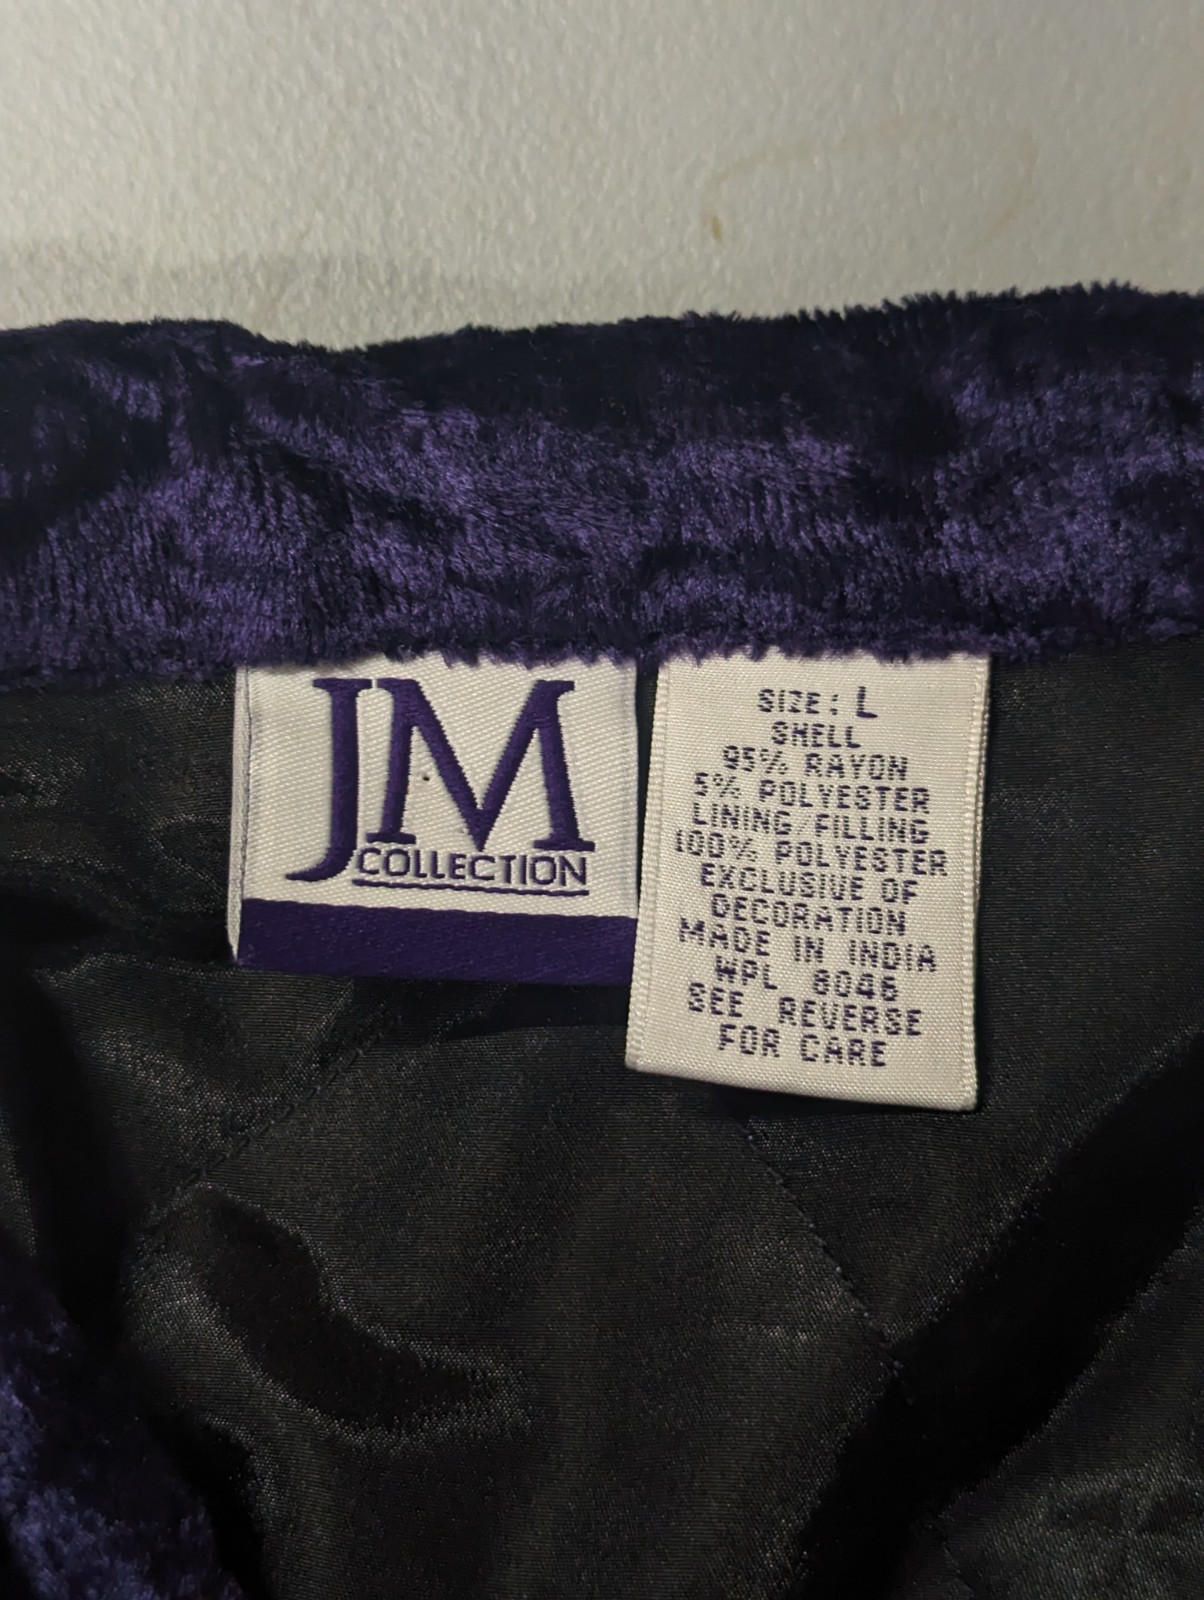 JM
COLLECTION
SIZE: L
SHELL
95% RAYON
5% POLYESTER
LINING/FILLING
100% POLYESTER
EXCLUSIVE OF
DECORATION
MADE IN INDIA
WPL 8046
SEE REVERSE
FOR CARE